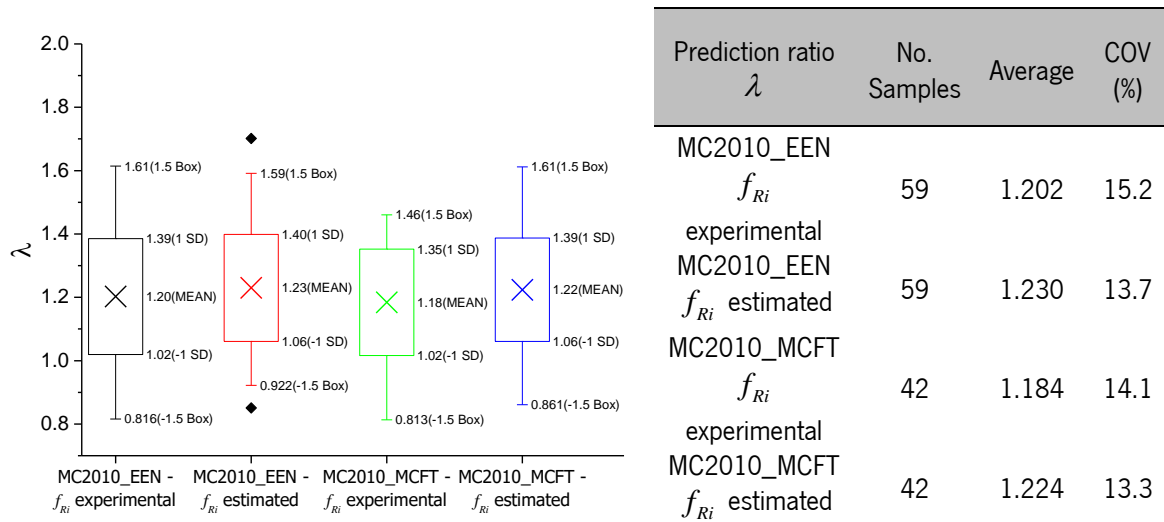 2.0
1.8
1.6
1.4
1.2
1.0
0.8
λ
1.61(1.5 Box)
1.39(1 SD)
1.20(MEAN)
1.02(-1 SD)
0.816(-1.5 Box)
1.59(1.5 Box)
1.40(1 SD)
1.23(MEAN)
1.06(-1 SD)
0.922(-1.5 Box)
1.46(1.5 Box)
1.35(1 SD)
1.18(MEAN)
1.02(-1 SD)
0.813(-1.5 Box)
1.61(1.5 Box)
1.39(1 SD)
1.22(MEAN)
1.06(-1 SD)
0.861(-1.5 Box)
MC2010_EEN -
f_Ri experimental
MC2010_EEN -
f_Ri estimated
MC2010_MCFT -
f_Ri experimental
MC2010_MCFT -
f_Ri estimated
Prediction ratio
λ
No.
Samples
Average
COV
(%)
MC2010_EEN
f_Ri
experimental
59 1.202 15.2
MC2010_EEN
f_Ri estimated
59 1.230 13.7
MC2010_MCFT
f_Ri
experimental
42 1.184 14.1
MC2010_MCFT
f_Ri estimated
42 1.224 13.3